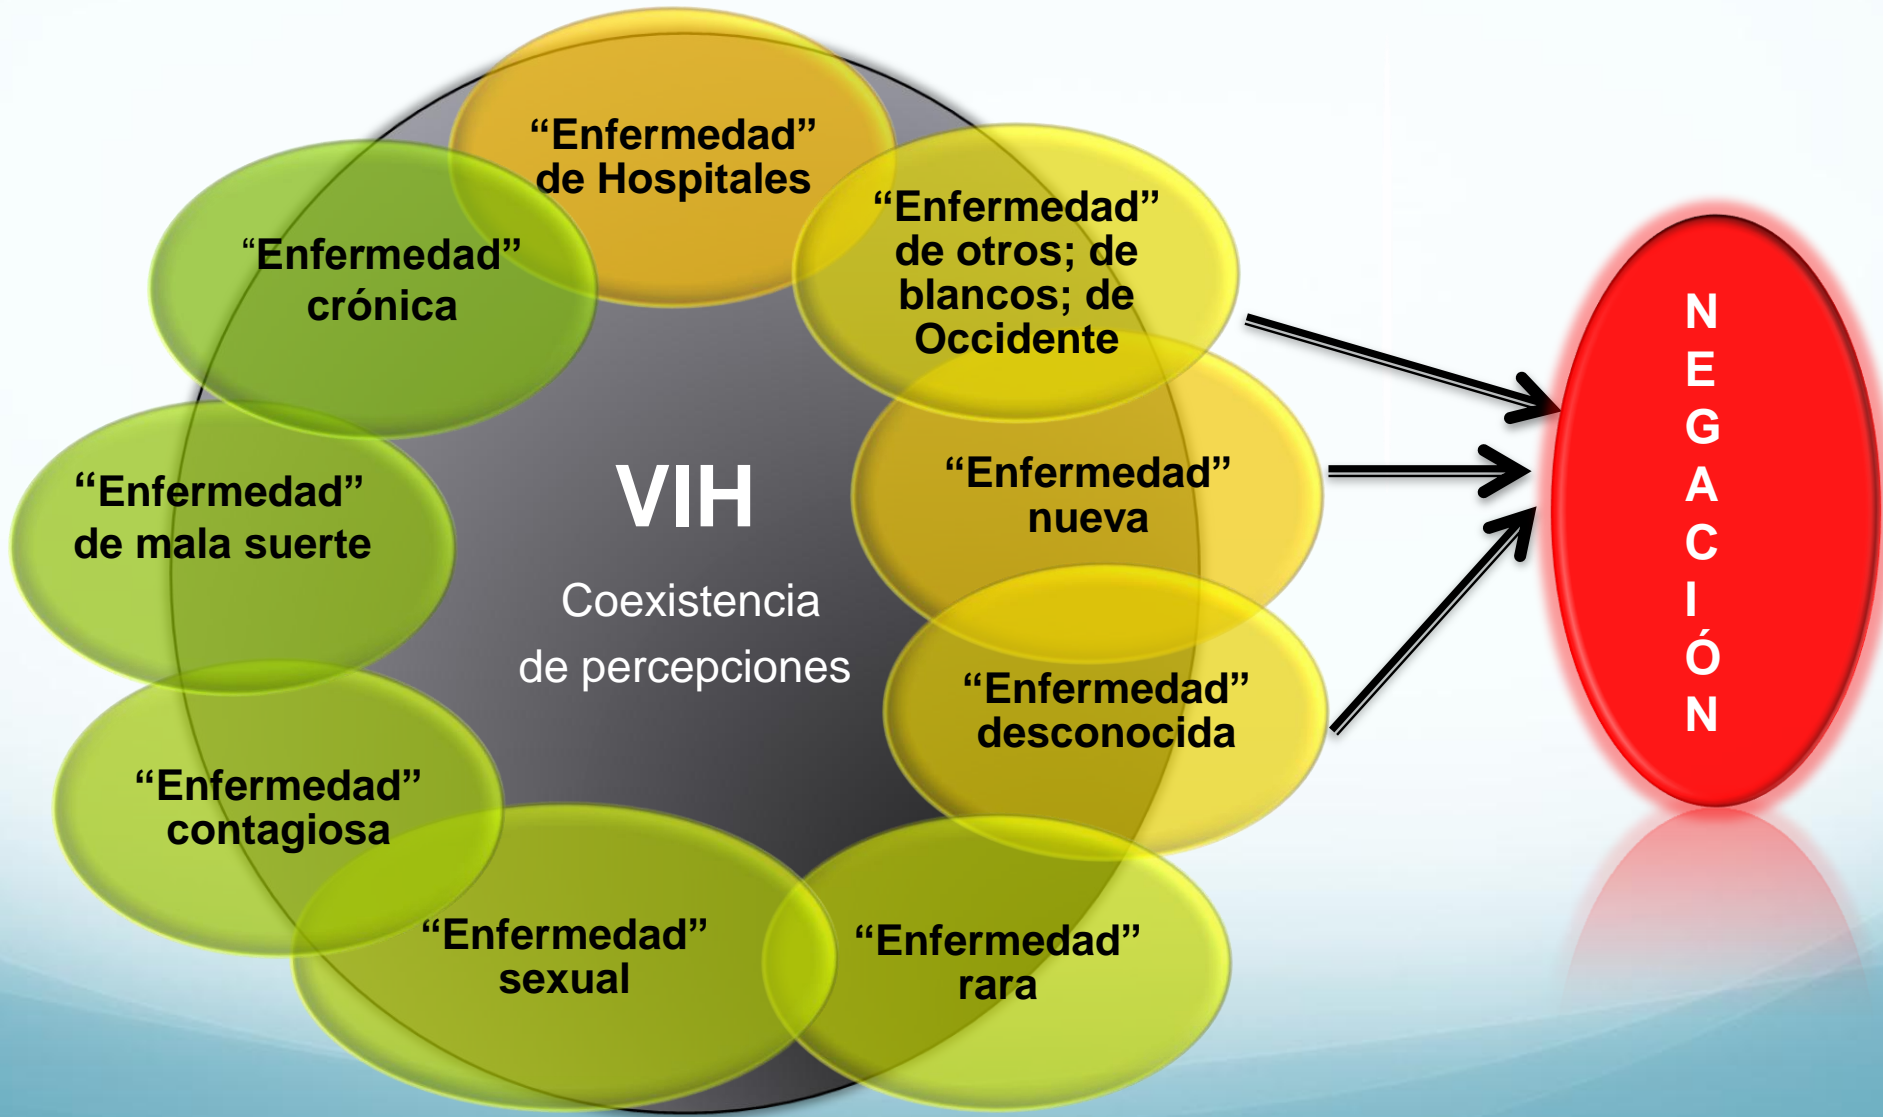 “Enfermedad”
de Hospitales
“Enfermedad”
de otros; de
blancos; de
Occidente
“Enfermedad”
nueva
“Enfermedad”
desconocida
“Enfermedad”
rara
“Enfermedad”
sexual
“Enfermedad”
contagiosa
“Enfermedad”
de mala suerte
“Enfermedad”
crónica
VIH
Coexistencia
de percepciones
N
E
G
A
C
I
Ó
N